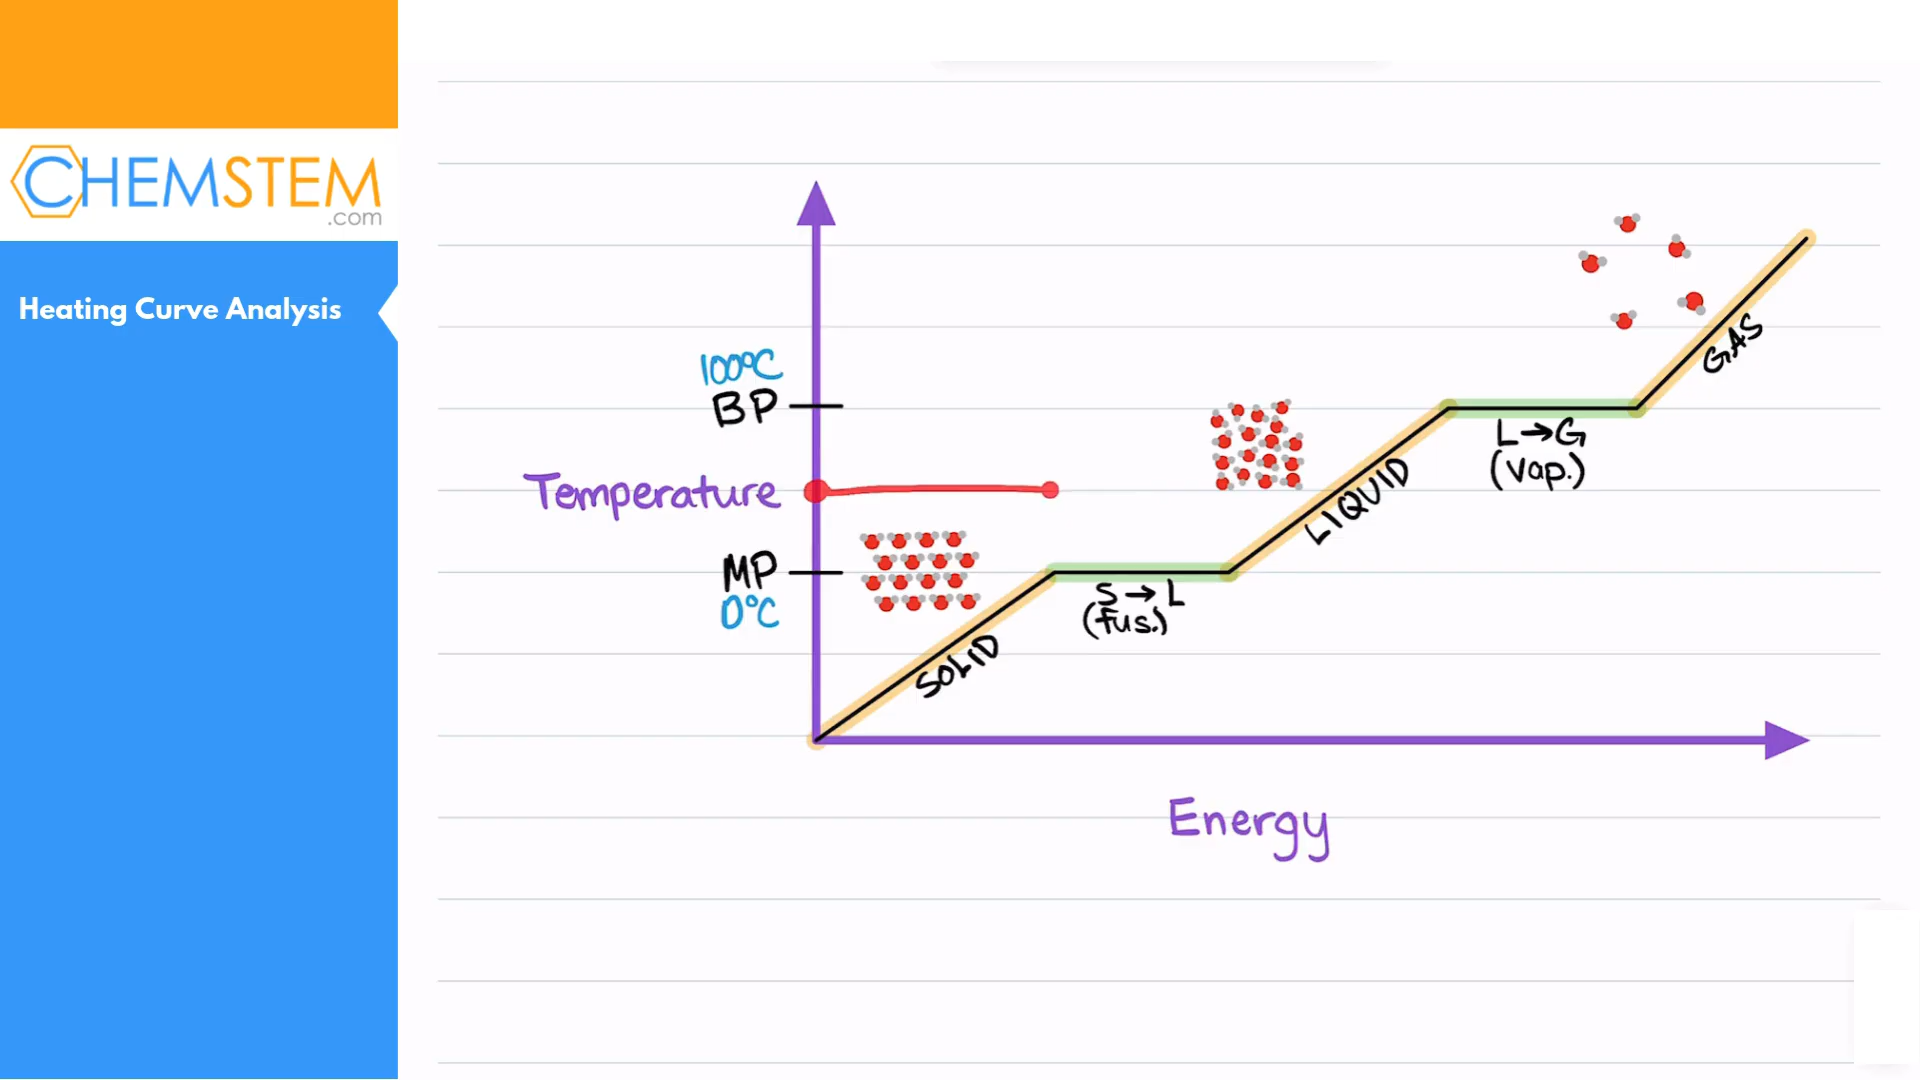 CHEMSTEM
.com
Heating Curve Analysis
100°C
BP
Temperature
MP
0°C
SOLID
S→L
(fus.)
LIQUID
L→G
(vap.)
GAS
Energy